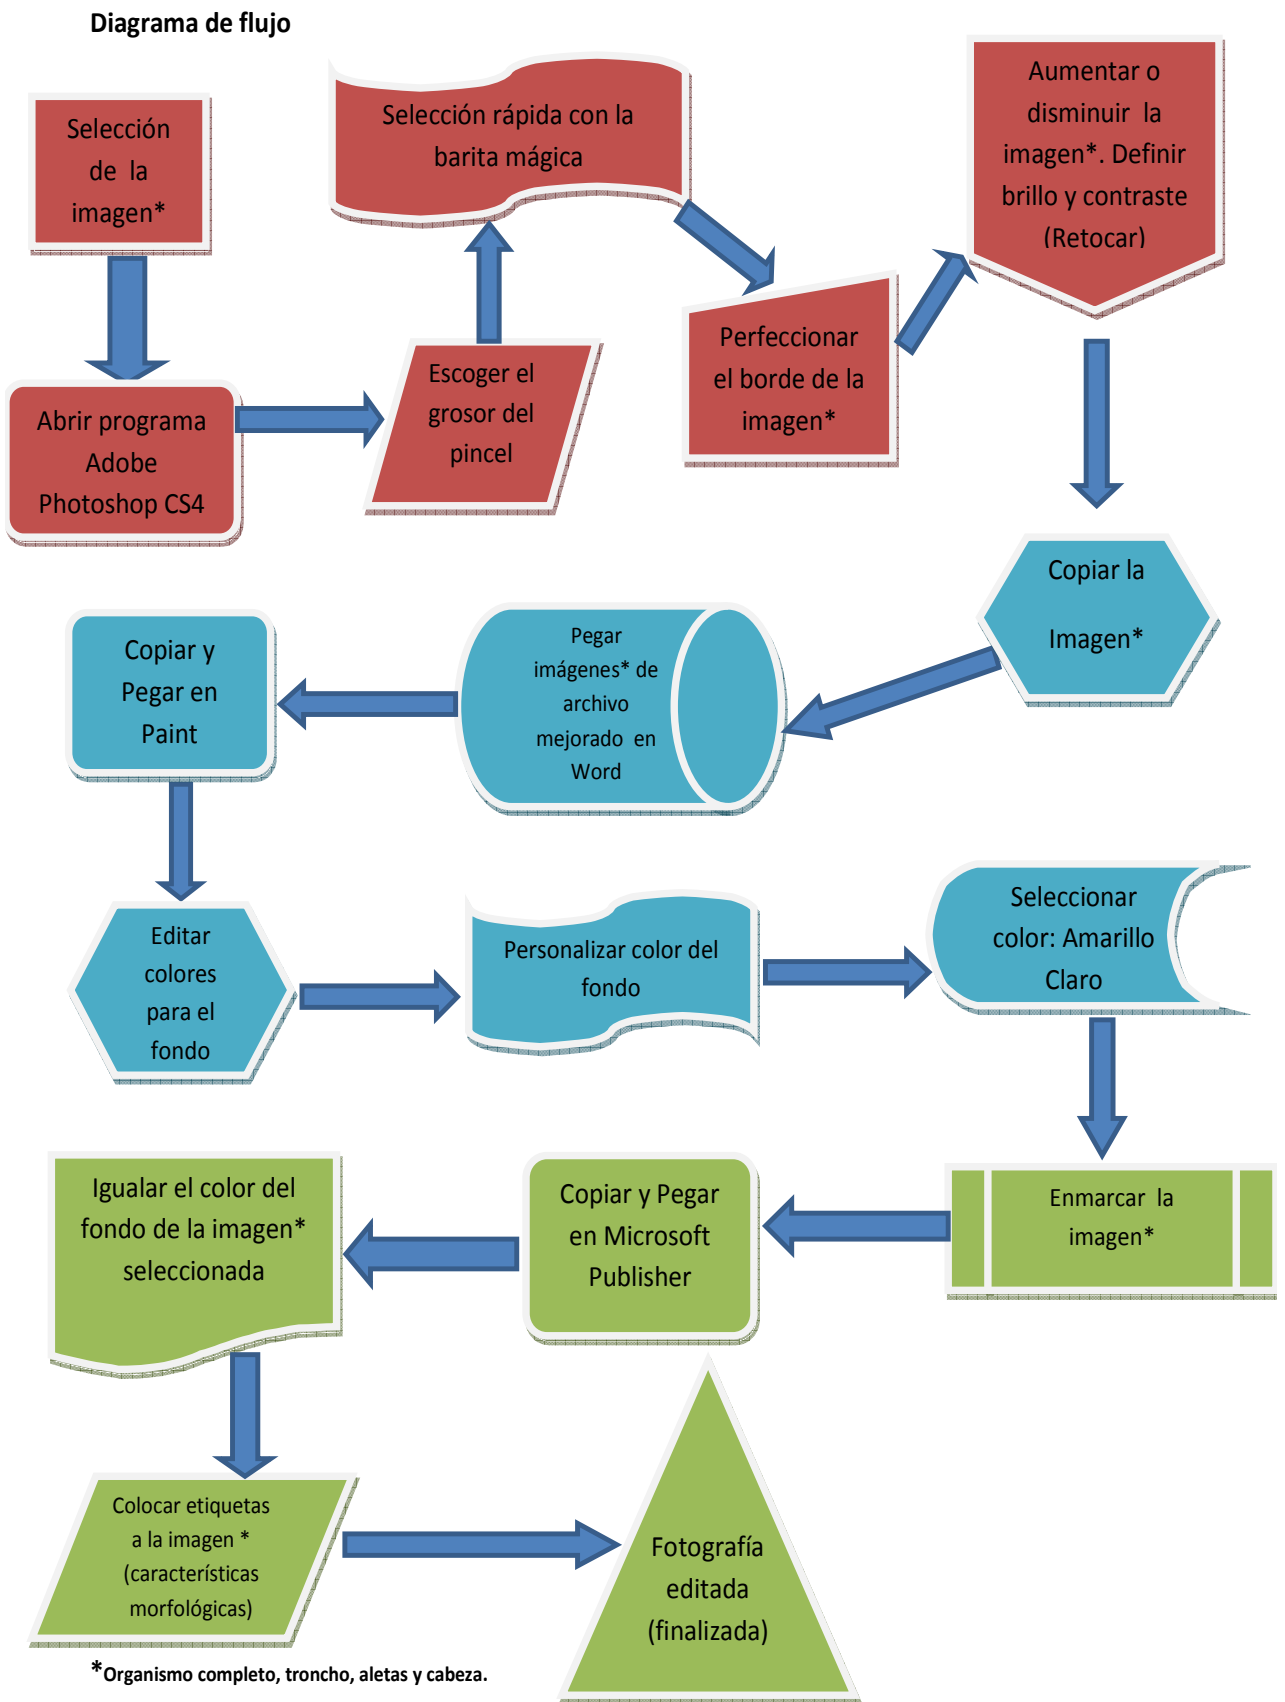 Diagrama de flujo
Selección
de la
imagen*
Abrir programa
Adobe
Photoshop CS4
Escoger el
grosor del
pincel
Selección rápida con la
barita mágica
Perfeccionar
el borde de la
imagen*
Aumentar o
disminuir la
imagen*. Definir
brillo y contraste
(Retocar)
Copiar la
Imagen*
Pegar
imágenes* de
archivo
mejorado en
Word
Copiar y
Pegar en
Paint
Editar
colores
para el
fondo
Personalizar color del
fondo
Seleccionar
color: Amarillo
Claro
Enmarcar la
imagen*
Copiar y Pegar
en Microsoft
Publisher
Igualar el color del
fondo de la imagen*
seleccionada
Colocar etiquetas
a la imagen *
(características
morfológicas)
Fotografía
editada
(finalizada)
*Organismo completo, troncho, aletas y cabeza.